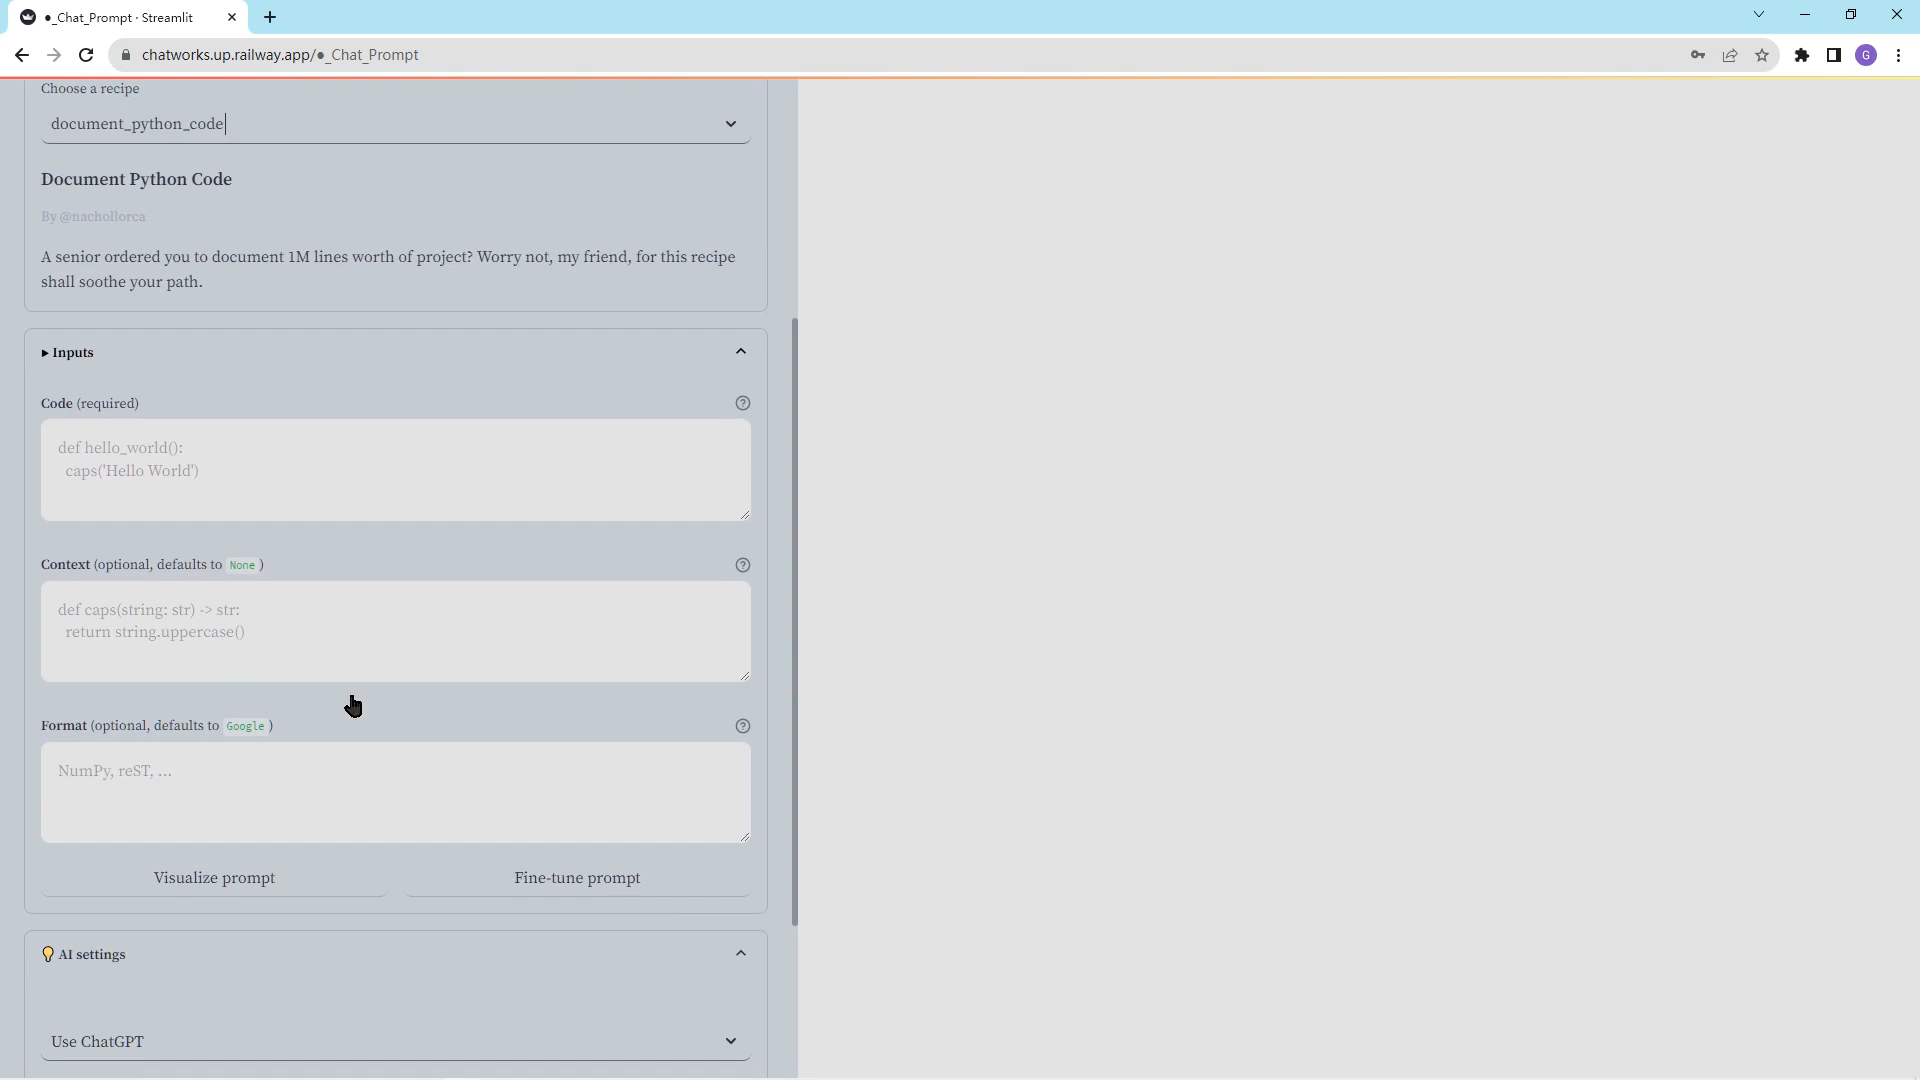 ●_Chat_Prompt · Streamlit
chatworks.up.railway.app/●_Chat_Prompt
G
Choose a recipe
document_python_code
Document Python Code
By @nachollorca
A senior ordered you to document 1M lines worth of project? Worry not, my friend, for this recipe
shall soothe your path.
▸ Inputs
Code (required)
def hello_world():
caps('Hello World')
Context (optional, defaults to None )
def caps(string: str) -> str:
return string.uppercase()
Format (optional, defaults to Google )
NumPy, reST, ...
Visualize prompt
Fine-tune prompt
AI settings
Use ChatGPT